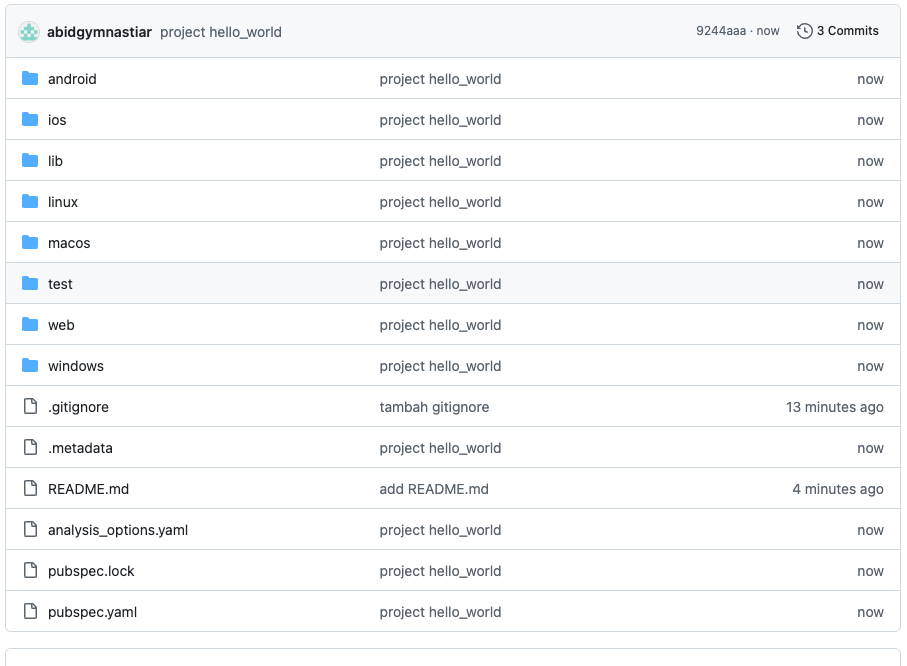 abidgymnastiar project hello_world 9244aaa · now 3 Commits
android project hello_world now
ios project hello_world now
lib project hello_world now
linux project hello_world now
macos project hello_world now
test project hello_world now
web project hello_world now
windows project hello_world now
.gitignore tambah gitignore 13 minutes ago
.metadata project hello_world now
README.md add README.md 4 minutes ago
analysis_options.yaml project hello_world now
pubspec.lock project hello_world now
pubspec.yaml project hello_world now